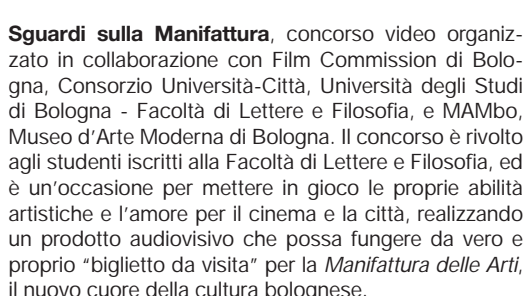 Sguardi sulla Manifattura, concorso video organiz-
zato in collaborazione con Film Commission di Bolo-
gna, Consorzio Università-Città, Università degli Studi
di Bologna - Facoltà di Lettere e Filosofia, e MAMbo,
Museo d'Arte Moderna di Bologna. Il concorso è rivolto
agli studenti iscritti alla Facoltà di Lettere e Filosofia, ed
è un'occasione per mettere in gioco le proprie abilità
artistiche e l'amore per il cinema e la città, realizzando
un prodotto audiovisivo che possa fungere da vero e
proprio "biglietto da visita" per la Manifattura delle Arti,
il nuovo cuore della cultura bolognese.